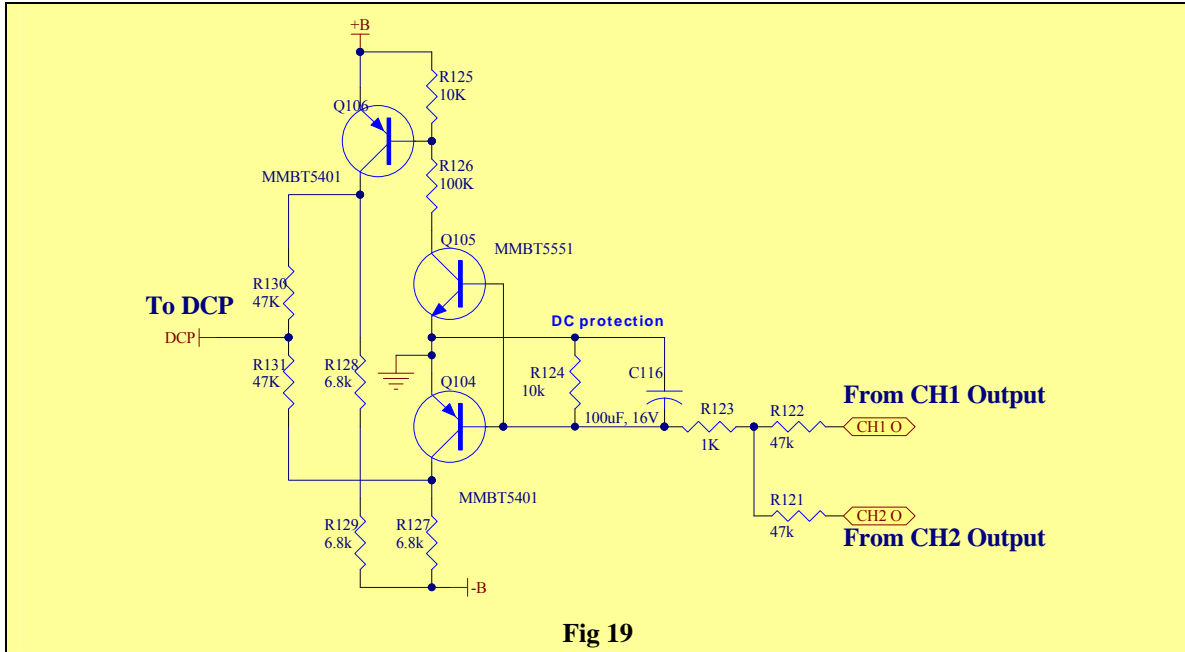 +B
R125
10K
Q106
R126
100K
MMBT5401
Q105
MMBT5551
R130
47K
To DCP
DCP
DC protection
R131
47K
R128
6.8k
Q104
R124
10k
C116
100uF, 16V
R123
1K
From CH1 Output
R122
CH1 O
47k
MMBT5401
R121
CH2 O
47k
From CH2 Output
R129
6.8k
R127
6.8k
-B
Fig 19